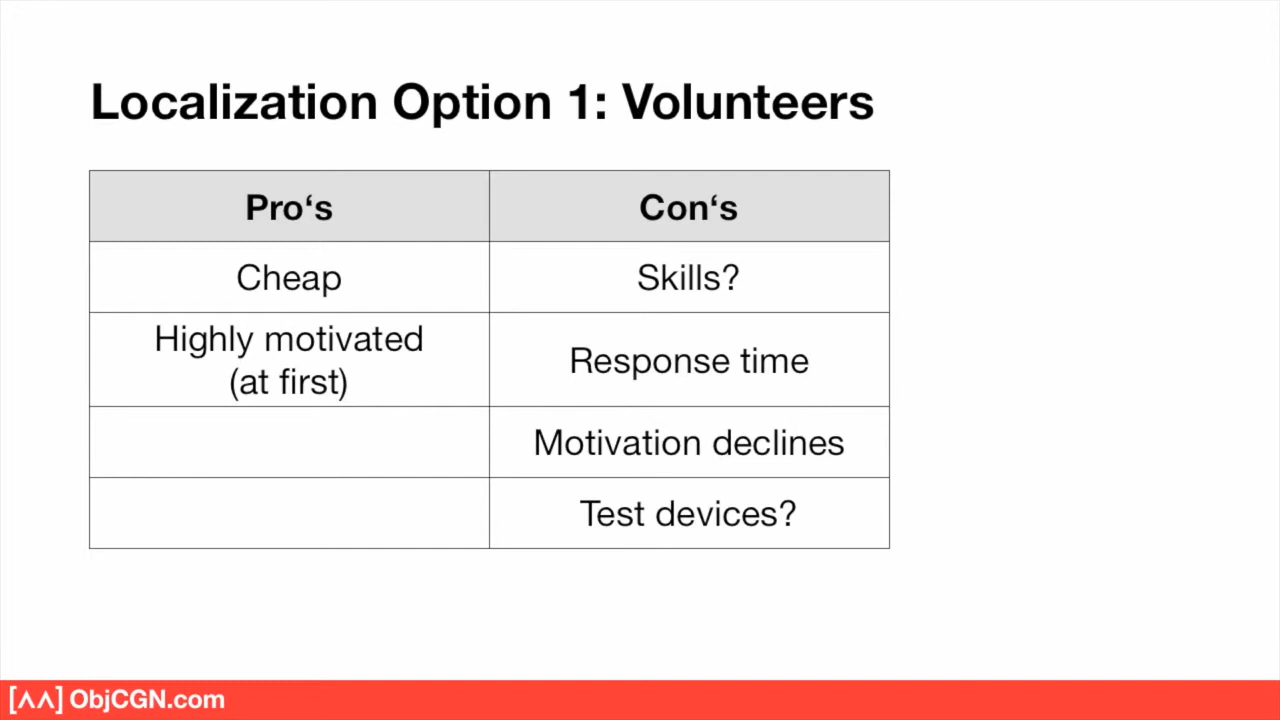 Localization Option 1: Volunteers
Pro‘s Con‘s
Cheap Skills?
Highly motivated
(at first)
Response time
Motivation declines
Test devices?
[ʌʌ] ObjCGN.com